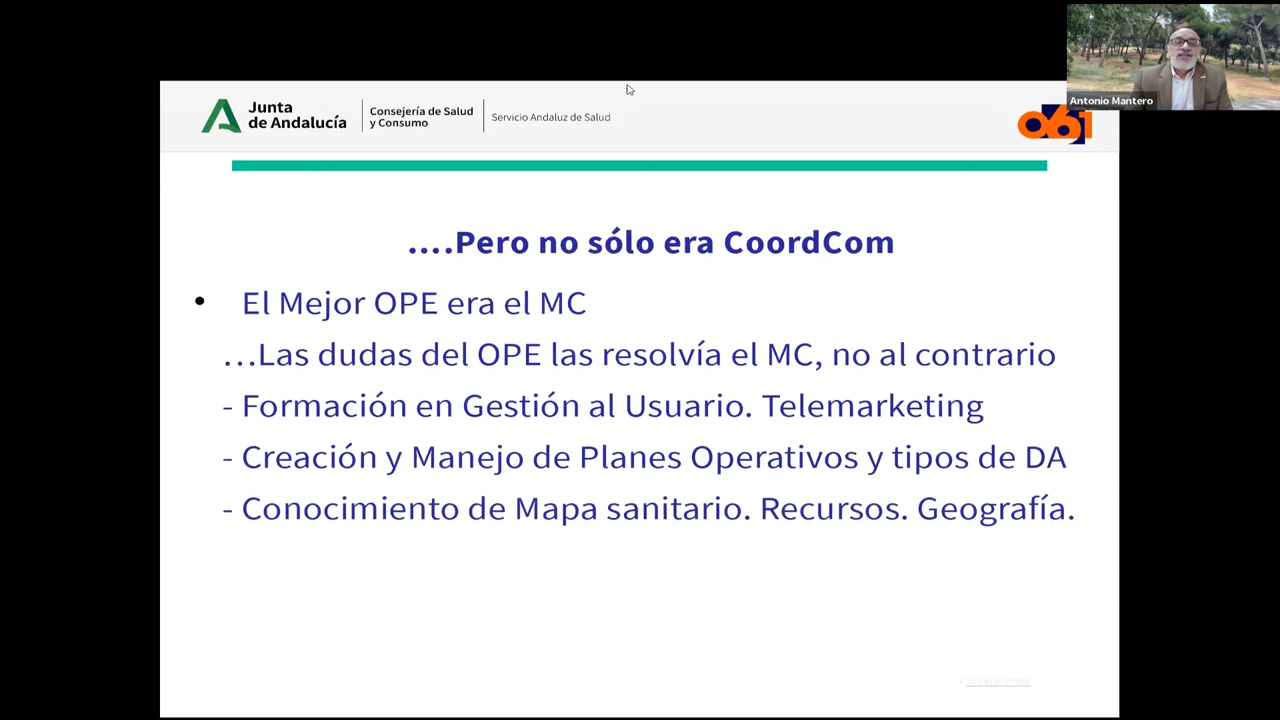 Junta
de Andalucía
Consejería de Salud
y Consumo
Servicio Andaluz de Salud
061
Antonio Mantero
....Pero no sólo era CoordCom
• El Mejor OPE era el MC
...Las dudas del OPE las resolvía el MC, no al contrario
- Formación en Gestión al Usuario. Telemarketing
- Creación y Manejo de Planes Operativos y tipos de DA
- Conocimiento de Mapa sanitario. Recursos. Geografía.